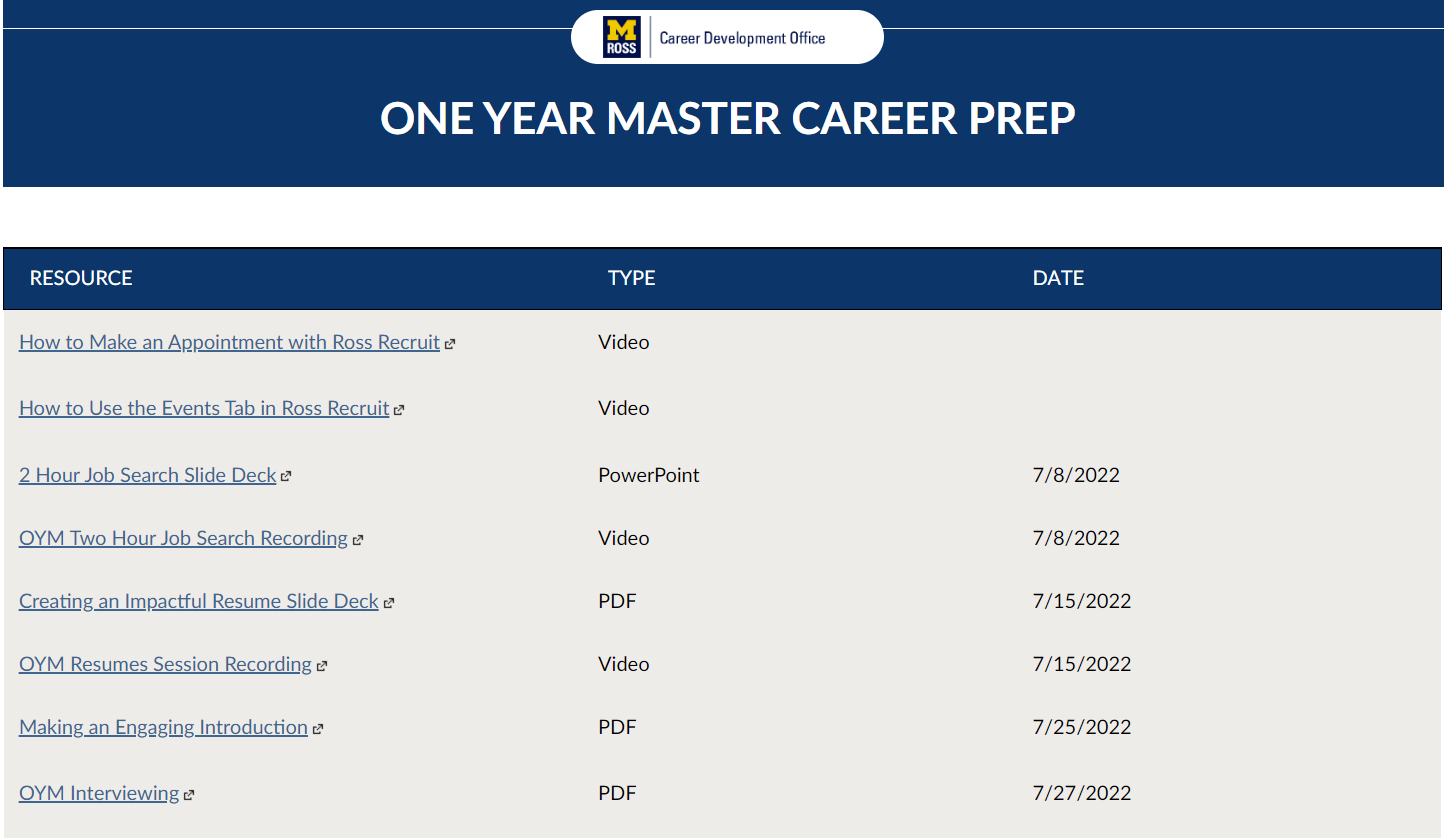 M
ROSS
Career Development Office
ONE YEAR MASTER CAREER PREP
RESOURCE TYPE DATE
How to Make an Appointment with Ross Recruit Video
How to Use the Events Tab in Ross Recruit Video
2 Hour Job Search Slide Deck PowerPoint 7/8/2022
OYM Two Hour Job Search Recording Video 7/8/2022
Creating an Impactful Resume Slide Deck PDF 7/15/2022
OYM Resumes Session Recording Video 7/15/2022
Making an Engaging Introduction PDF 7/25/2022
OYM Interviewing PDF 7/27/2022